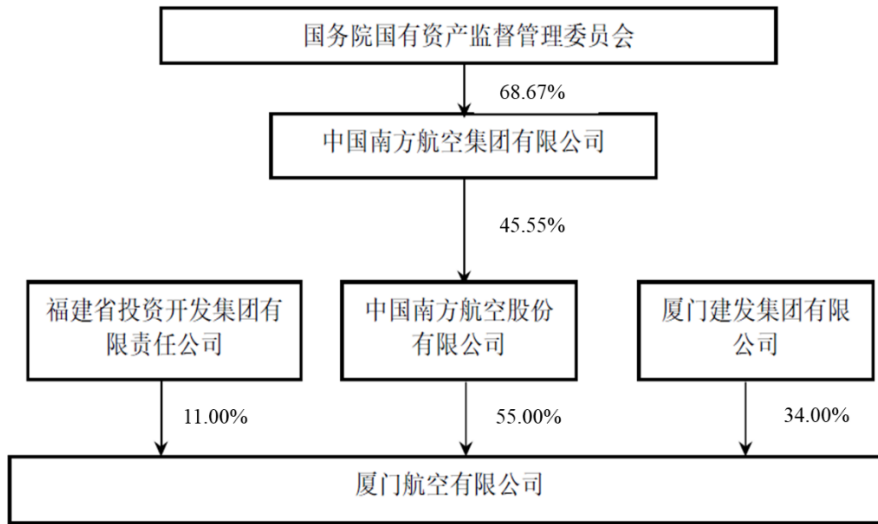 国务院国有资产监督管理委员会
68.67%
中国南方航空集团有限公司
45.55%
福建省投资开发集团有
限责任公司
中国南方航空股份
有限公司
厦门建发集团有限
公司
11.00%
55.00%
34.00%
厦门航空有限公司